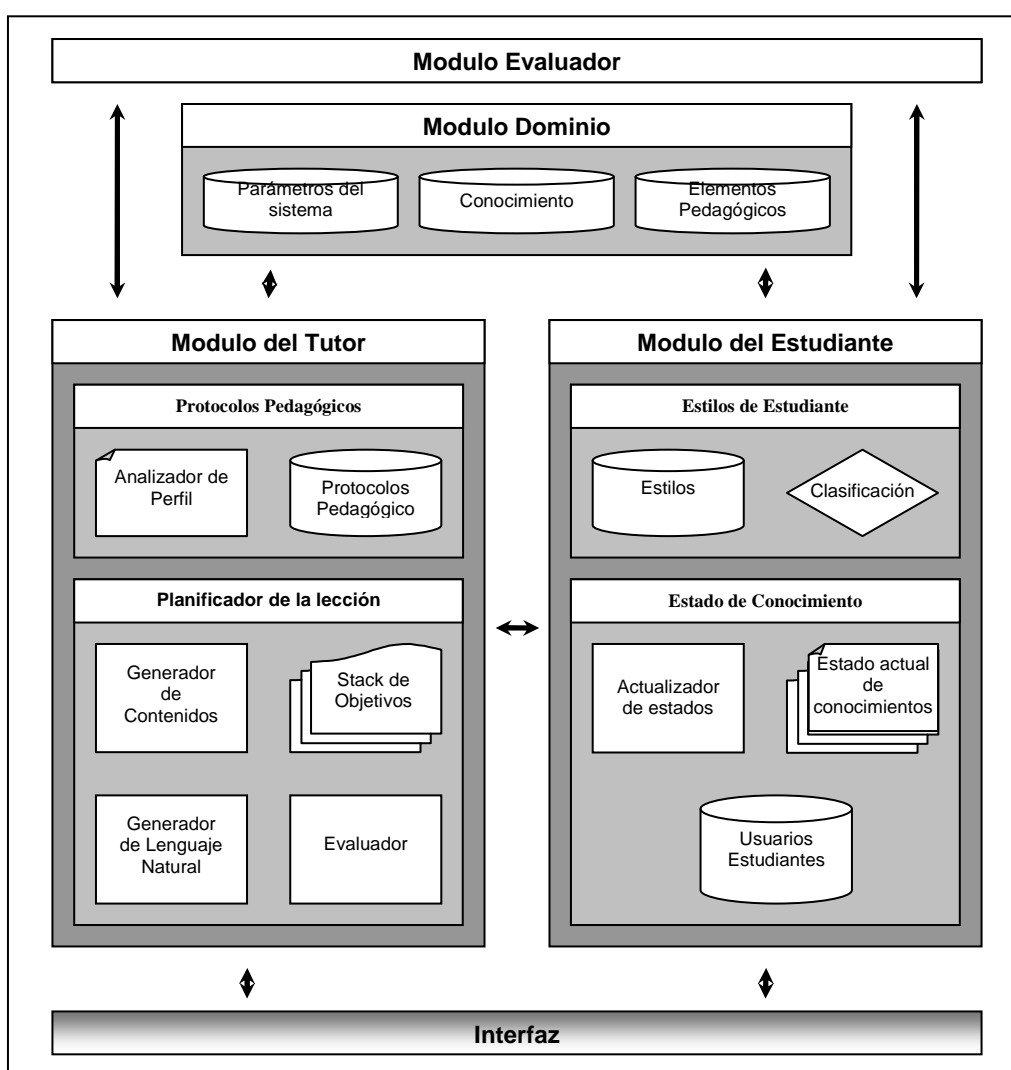 Modulo Evaluador
Modulo Dominio
Parámetros del
sistema
Conocimiento
Elementos
Pedagógicos
Modulo del Tutor
Protocolos Pedagógicos
Analizador de
Perfil
Protocolos
Pedagógico
Planificador de la lección
Generador
de
Contenidos
Stack de
Objetivos
Generador
de Lenguaje
Natural
Evaluador
Modulo del Estudiante
Estilos de Estudiante
Estilos
Clasificación
Estado de Conocimiento
Actualizador
de estados
Estado actual
de
conocimientos
Usuarios
Estudiantes
Interfaz